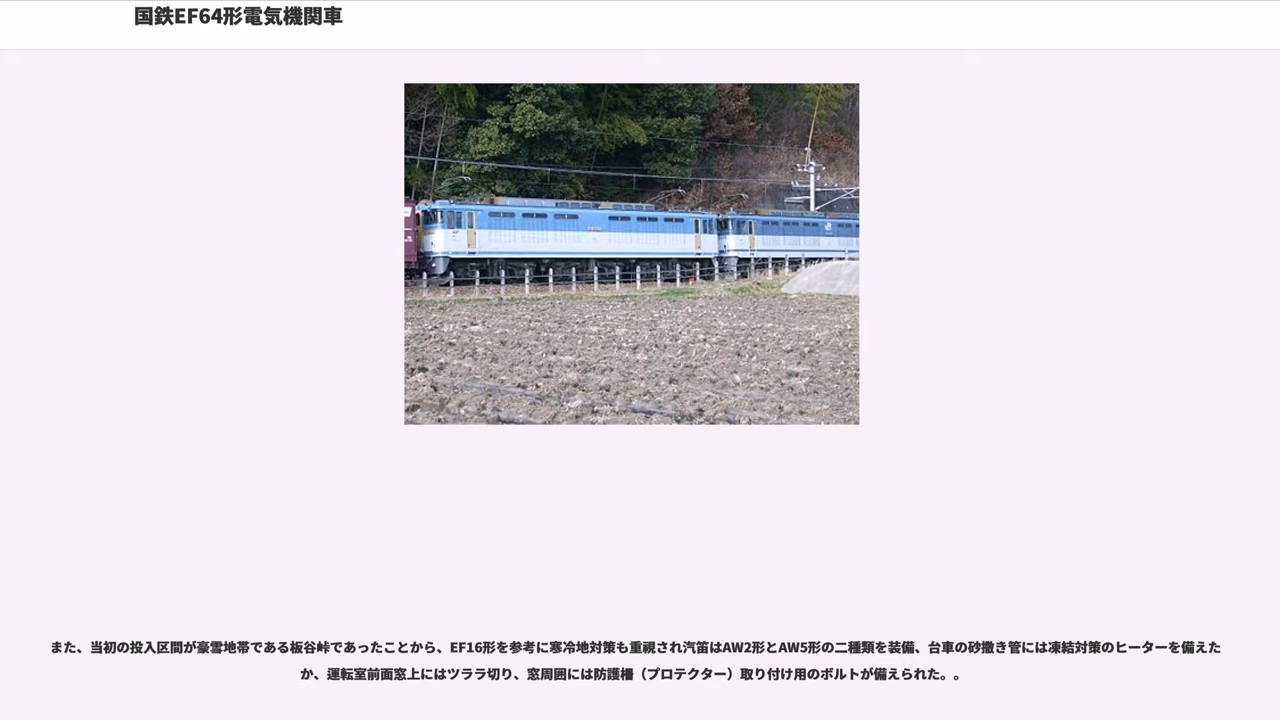 国鉄EF64形電気機関車
また、当初の投入区間が豪雪地帯である板谷峠であったことから、EF16形を参考に寒冷地対策も重視され汽笛はAW2形とAW5形の二種類を装備、台車の砂撒き管には凍結対策のヒーターを備えた
か、運転室前面窓上にはツララ切り、窓周囲には防護柵（プロテクター）取り付け用のボルトが備えられた。。